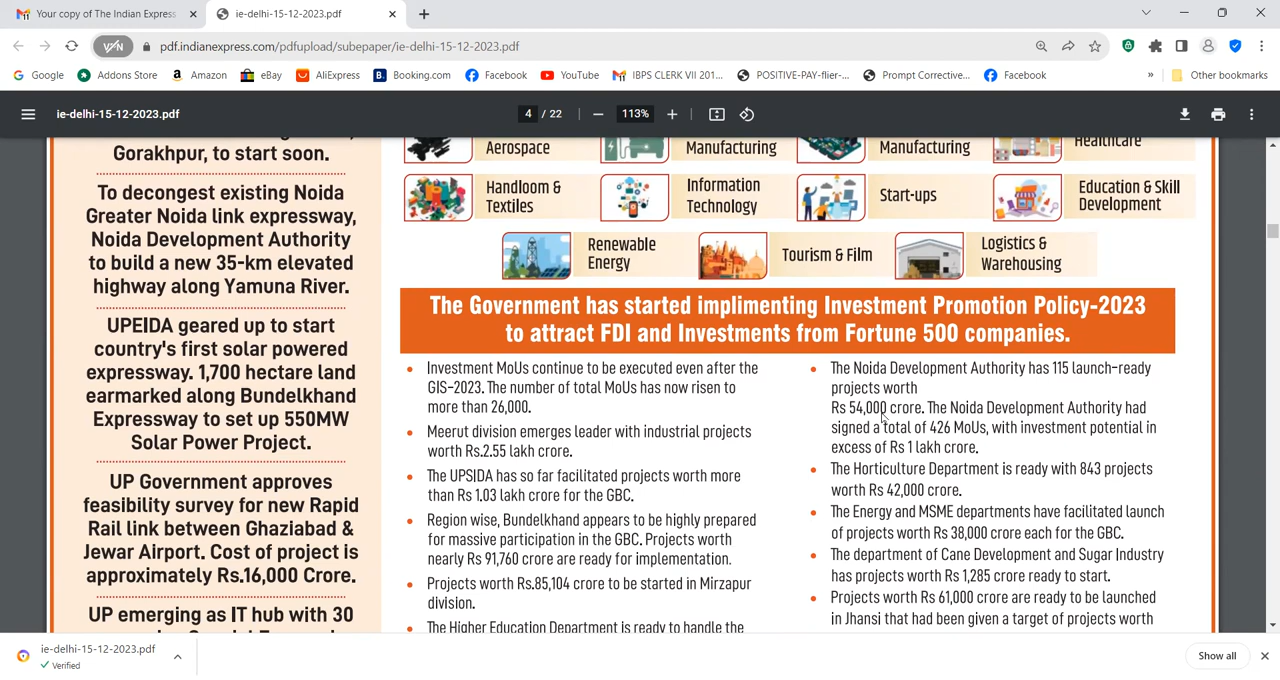 Your copy of The Indian Express
ie-delhi-15-12-2023.pdf
pdf.indianexpress.com/pdfupload/subepaper/ie-delhi-15-12-2023.pdf
Google
Addons Store
Amazon
eBay
AliExpress
Booking.com
Facebook
YouTube
IBPS CLERK VII 201...
POSITIVE-PAY-flier-...
Prompt Corrective...
Facebook
»
Other bookmarks
ie-delhi-15-12-2023.pdf
4 / 22
113%
Gorakhpur, to start soon.
To decongest existing Noida
Greater Noida link expressway,
Noida Development Authority
to build a new 35-km elevated
highway along Yamuna River.
UPEIDA geared up to start
country's first solar powered
expressway. 1,700 hectare land
earmarked along Bundelkhand
Expressway to set up 550MW
Solar Power Project.
UP Government approves
feasibility survey for new Rapid
Rail link between Ghaziabad &
Jewar Airport. Cost of project is
approximately Rs.16,000 Crore.
UP emerging as IT hub with 30
Aerospace
Manufacturing
Manufacturing
Healthcare
Handloom &
Textiles
Information
Technology
Start-ups
Education & Skill
Development
Renewable
Energy
Tourism & Film
Logistics &
Warehousing
The Government has started implimenting Investment Promotion Policy-2023
to attract FDI and Investments from Fortune 500 companies.
• Investment MoUs continue to be executed even after the
GIS-2023. The number of total MoUs has now risen to
more than 26,000.
• Meerut division emerges leader with industrial projects
worth Rs.2.55 lakh crore.
• The UPSIDA has so far facilitated projects worth more
than Rs 1.03 lakh crore for the GBC.
• Region wise, Bundelkhand appears to be highly prepared
for massive participation in the GBC. Projects worth
nearly Rs 91,760 crore are ready for implementation.
• Projects worth Rs.85,104 crore to be started in Mirzapur
division.
• The Higher Education Department is ready to handle the
• The Noida Development Authority has 115 launch-ready
projects worth
Rs 54,000 crore. The Noida Development Authority had
signed a total of 426 MoUs, with investment potential in
excess of Rs 1 lakh crore.
• The Horticulture Department is ready with 843 projects
worth Rs 42,000 crore.
• The Energy and MSME departments have facilitated launch
of projects worth Rs 38,000 crore each for the GBC.
• The department of Cane Development and Sugar Industry
has projects worth Rs 1,285 crore ready to start.
• Projects worth Rs 61,000 crore are ready to be launched
in Jhansi that had been given a target of projects worth
ie-delhi-15-12-2023.pdf
Verified
Show all